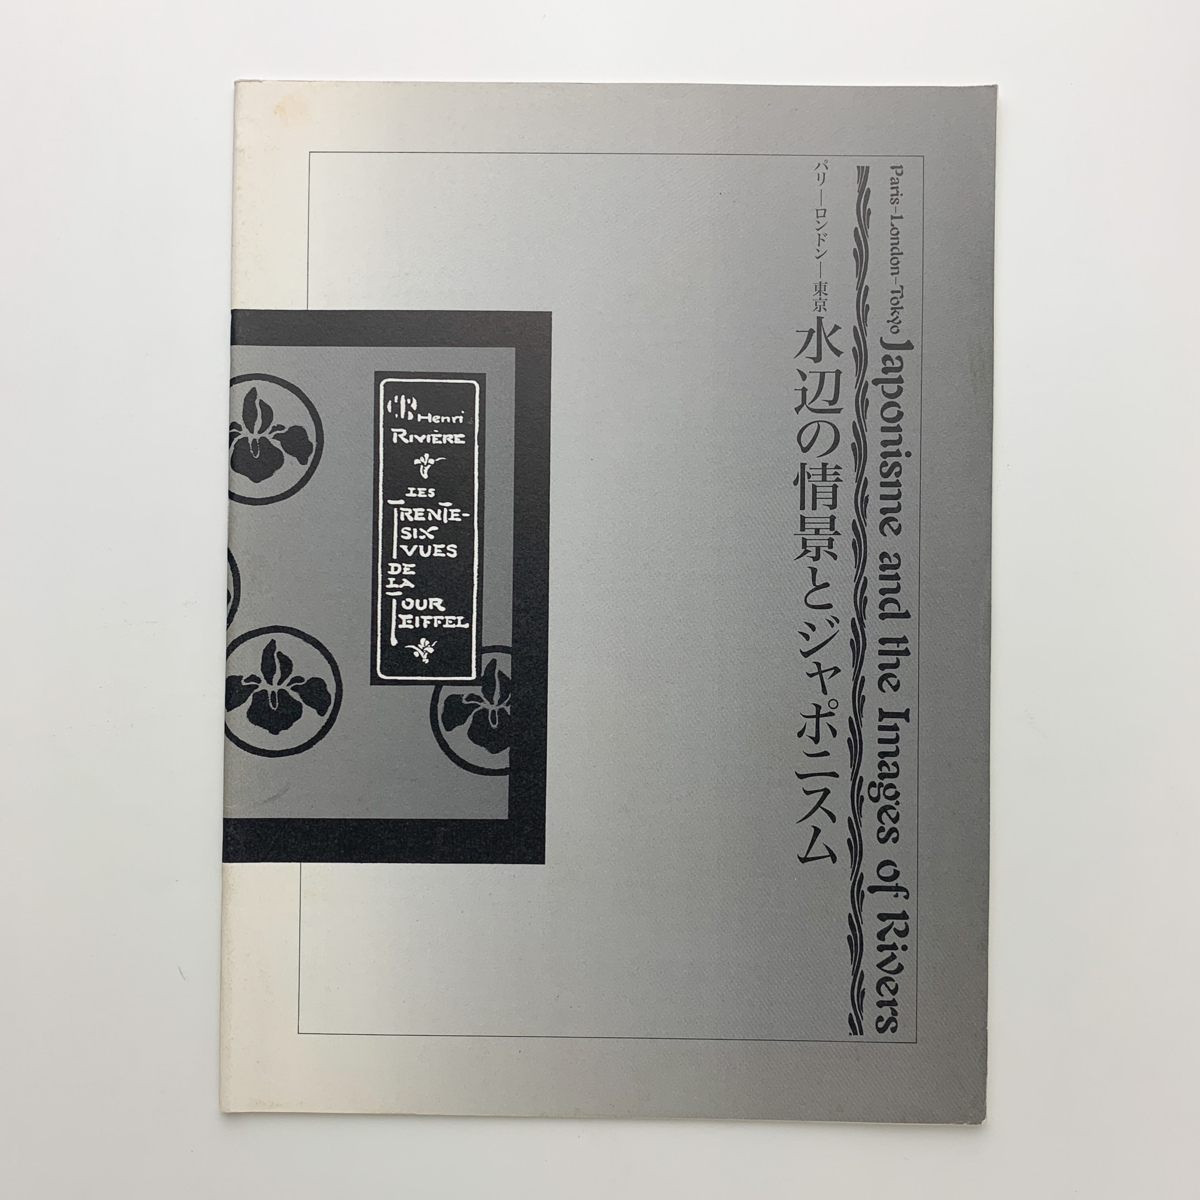 Paris-London-Tokyo Japonisme and the Images of Rivers
パリ―ロンドン―東京 水辺の情景とジャポニスム
Henri
RIVIÈRE
LES
TRENTE-
SIX
VUES
DE
LA
TOUR
EIFFEL